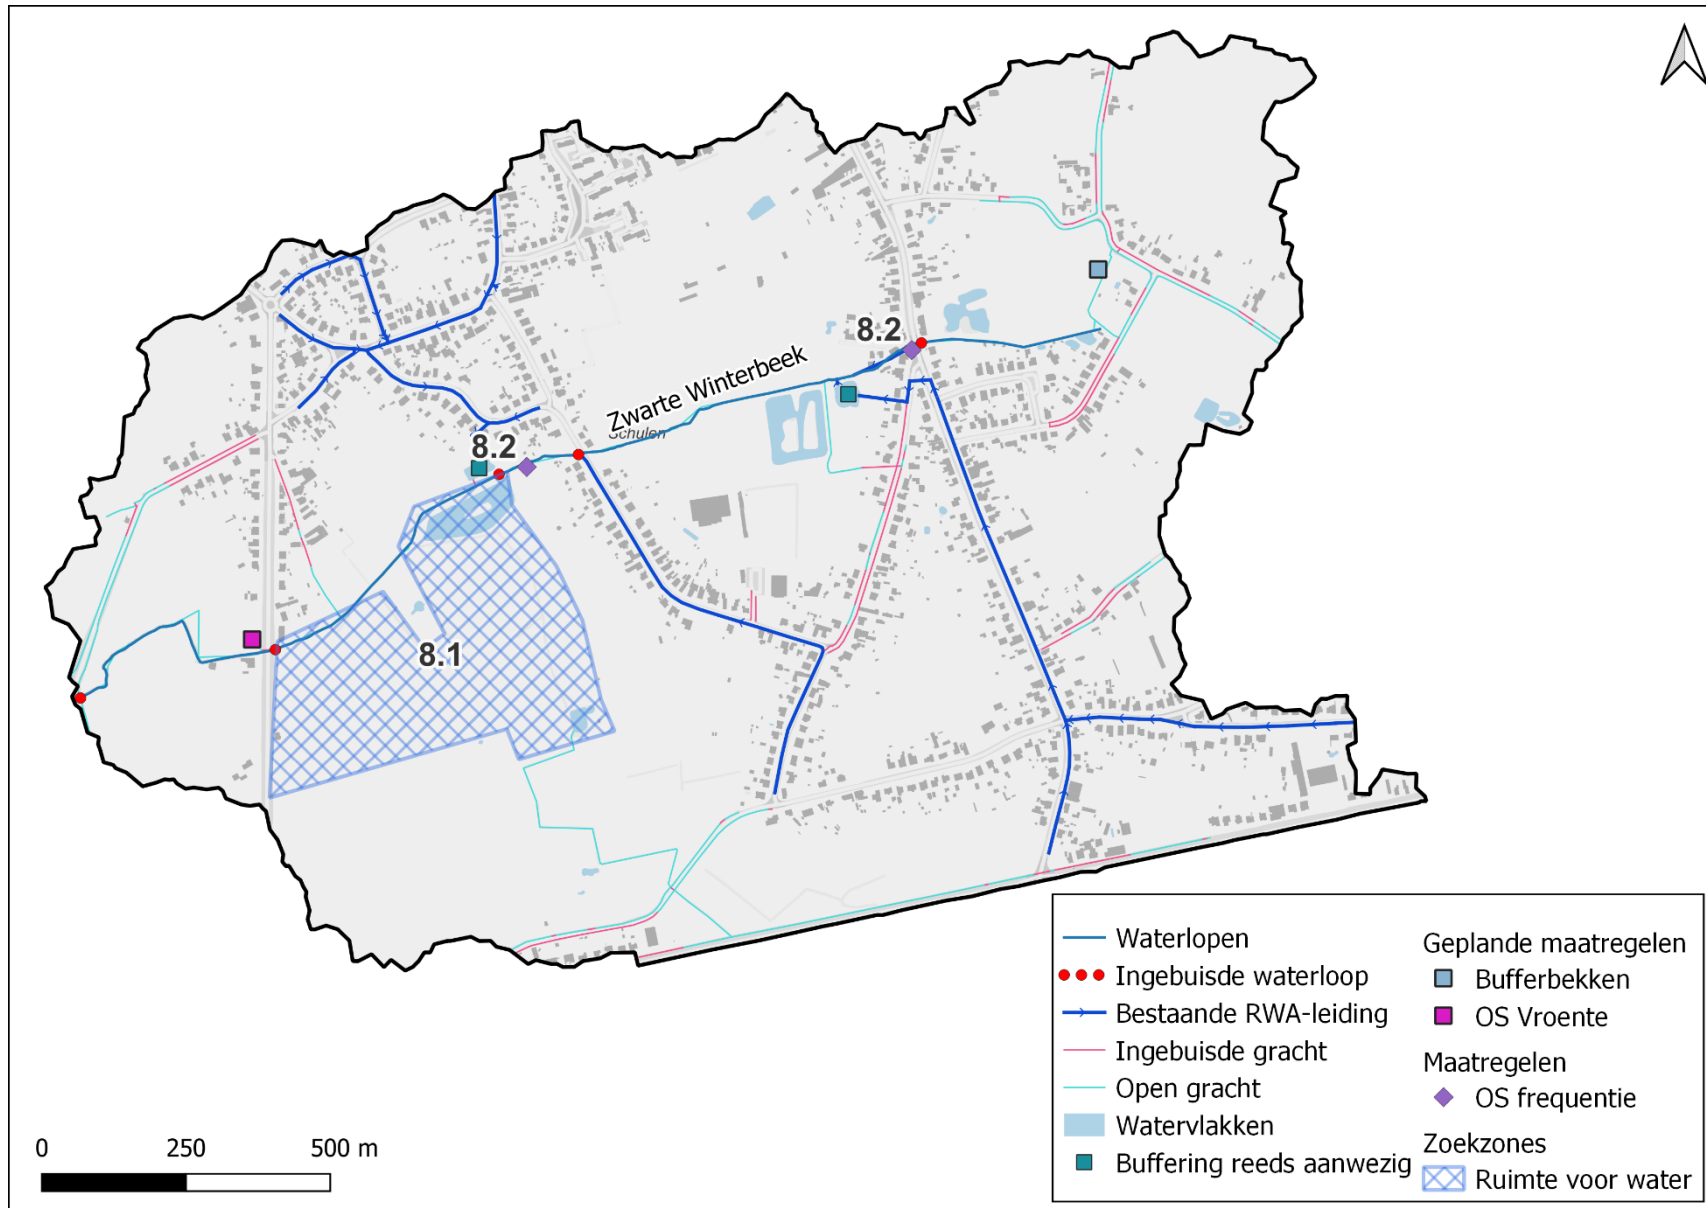 8.2
Zwarte Winterbeek
Schulen
8.2
8.1
Waterlopen
Ingebuisde waterloop
Bestaande RWA-leiding
Ingebuisde gracht
Open gracht
Watervlakken
Buffering reeds aanwezig
Geplande maatregelen
Bufferbekken
OS Vroente
Maatregelen
OS frequentie
Zoekzones
Ruimte voor water
0 250 500 m